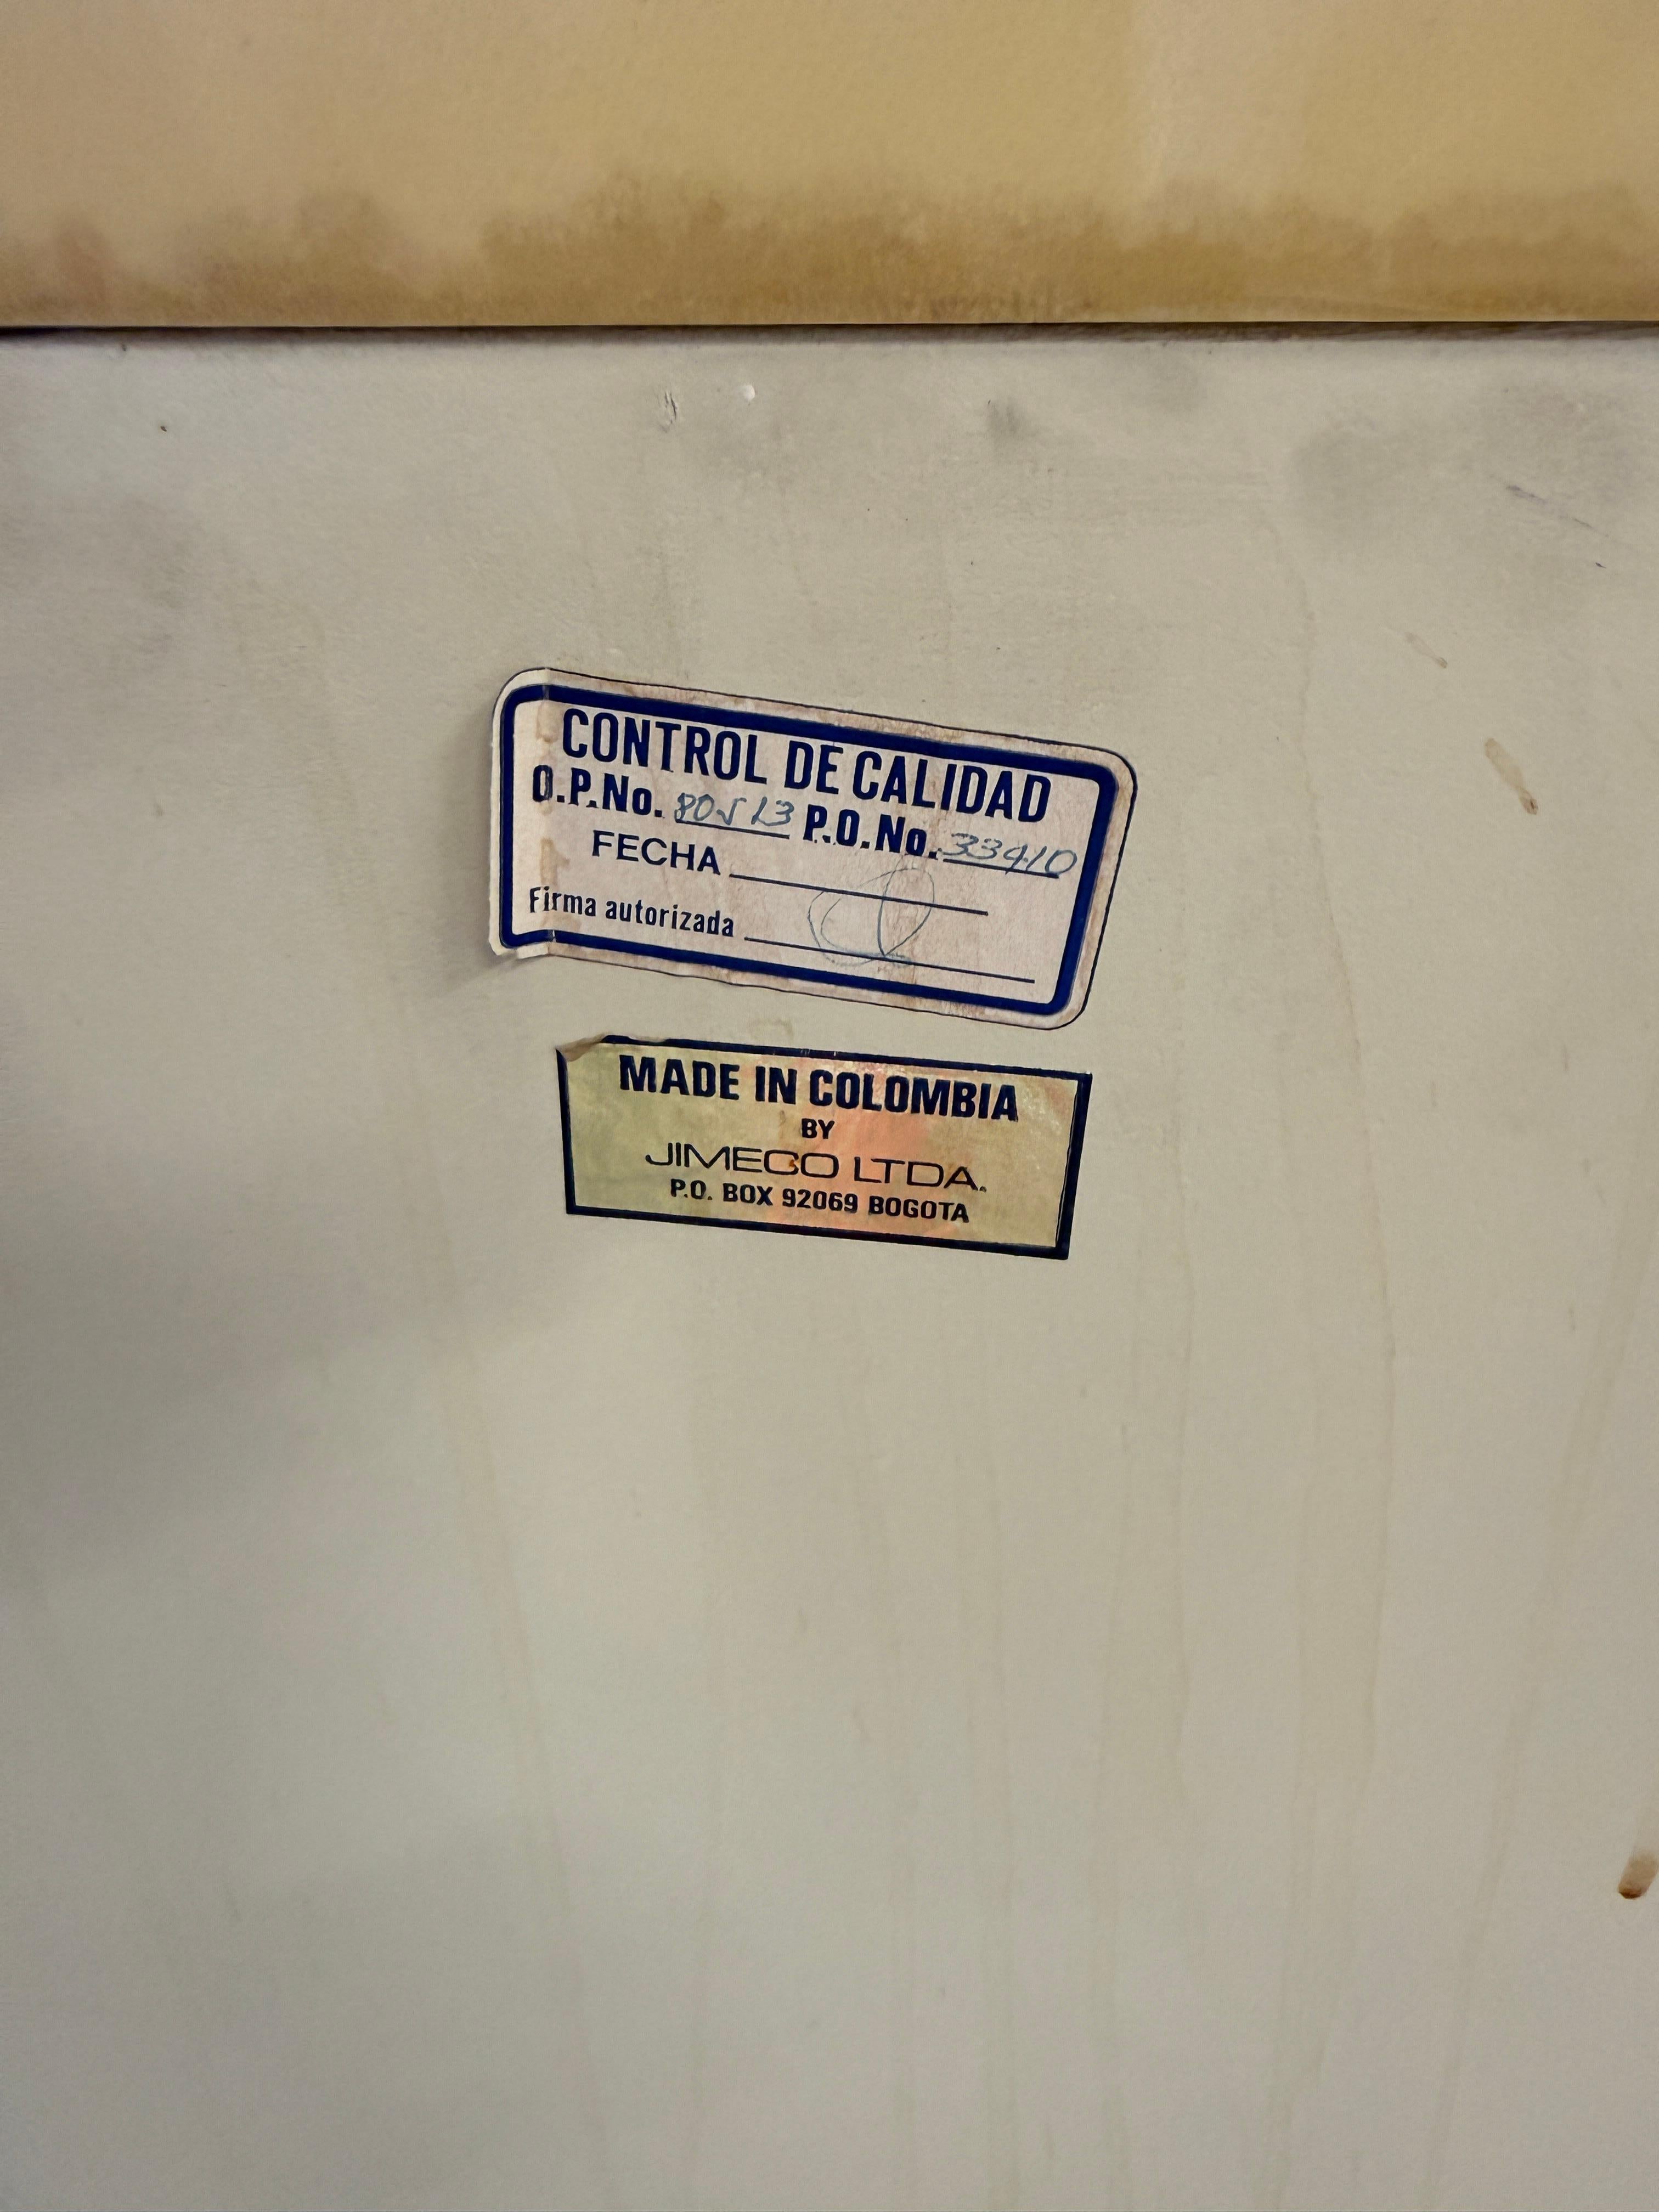 CONTROL DE CALIDAD
O.P.No. 80513 P.O.No. 33410
FECHA
Firma autorizada
MADE IN COLOMBIA
BY
JIMECO LTDA.
P.O. BOX 92069 BOGOTA